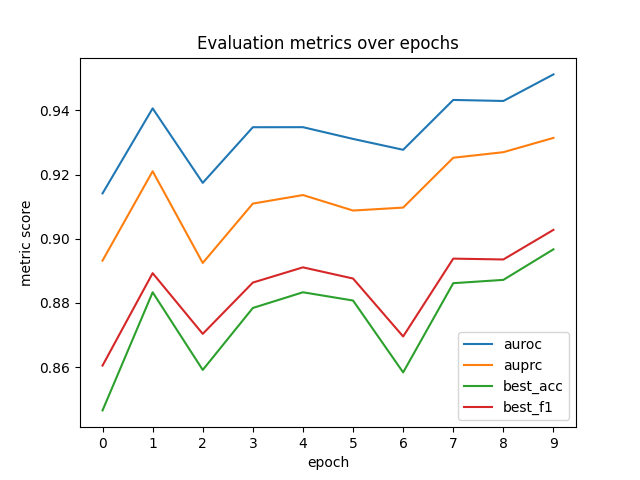 Evaluation metrics over epochs
metric score
0.94
0.92
0.90
0.88
0.86
auroc
auprc
best_acc
best_f1
0 1 2 3 4 5 6 7 8 9
epoch